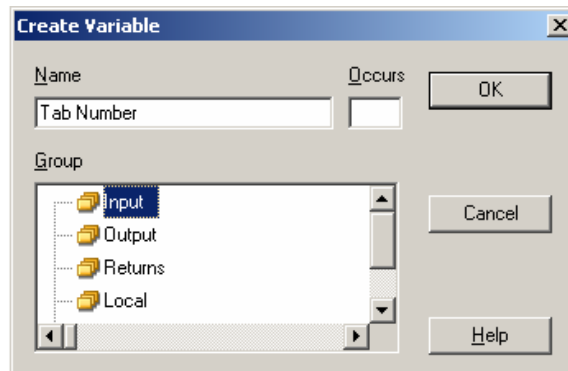 Create Variable
Name
Occurs
OK
Tab Number
Group
Input
Cancel
Output
Returns
Local
Help